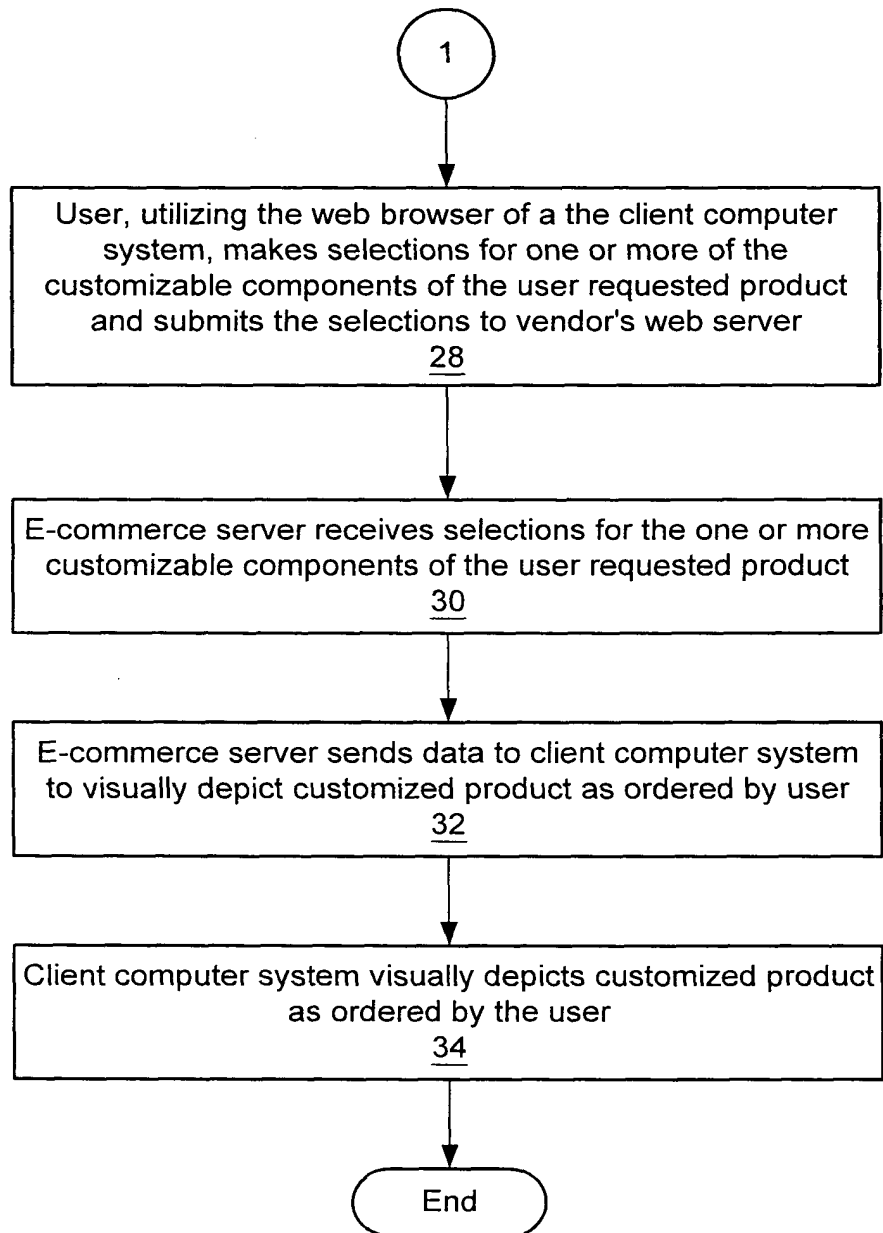 1
User, utilizing the web browser of a the client computer
system, makes selections for one or more of the
customizable components of the user requested product
and submits the selections to vendor's web server
28
E-commerce server receives selections for the one or more
customizable components of the user requested product
30
E-commerce server sends data to client computer system
to visually depict customized product as ordered by user
32
Client computer system visually depicts customized product
as ordered by the user
34
End